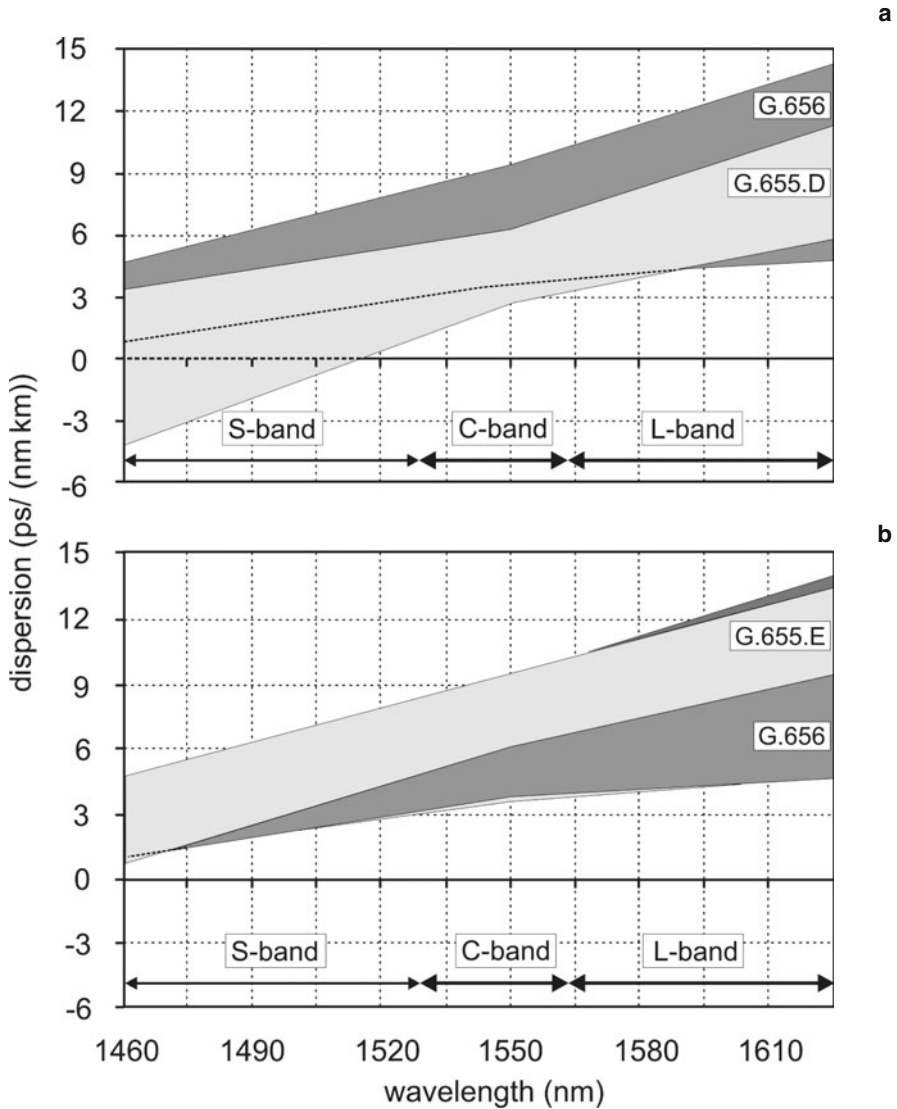 a
15
12
9
6
3
0
-3
-6
G.656
G.655.D
S-band
C-band
L-band
dispersion (ps/ (nm km))
b
15
12
9
6
3
0
-3
-6
G.655.E
G.656
S-band
C-band
L-band
1460
1490
1520
1550
1580
1610
wavelength (nm)